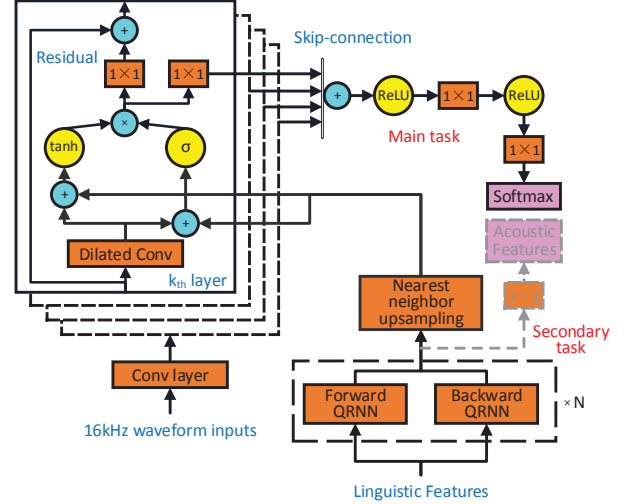 +
Skip-connection
Residual
1×1
1×1
+
ReLU
1×1
ReLU
×
Main task
tanh
σ
1×1
+
+
Softmax
Dilated Conv
kth layer
Acoustic
Features
1×1
Nearest
neighbor
upsampling
Secondary
task
Conv layer
16kHz waveform inputs
Forward
QRNN
Backward
QRNN
× N
Linguistic Features